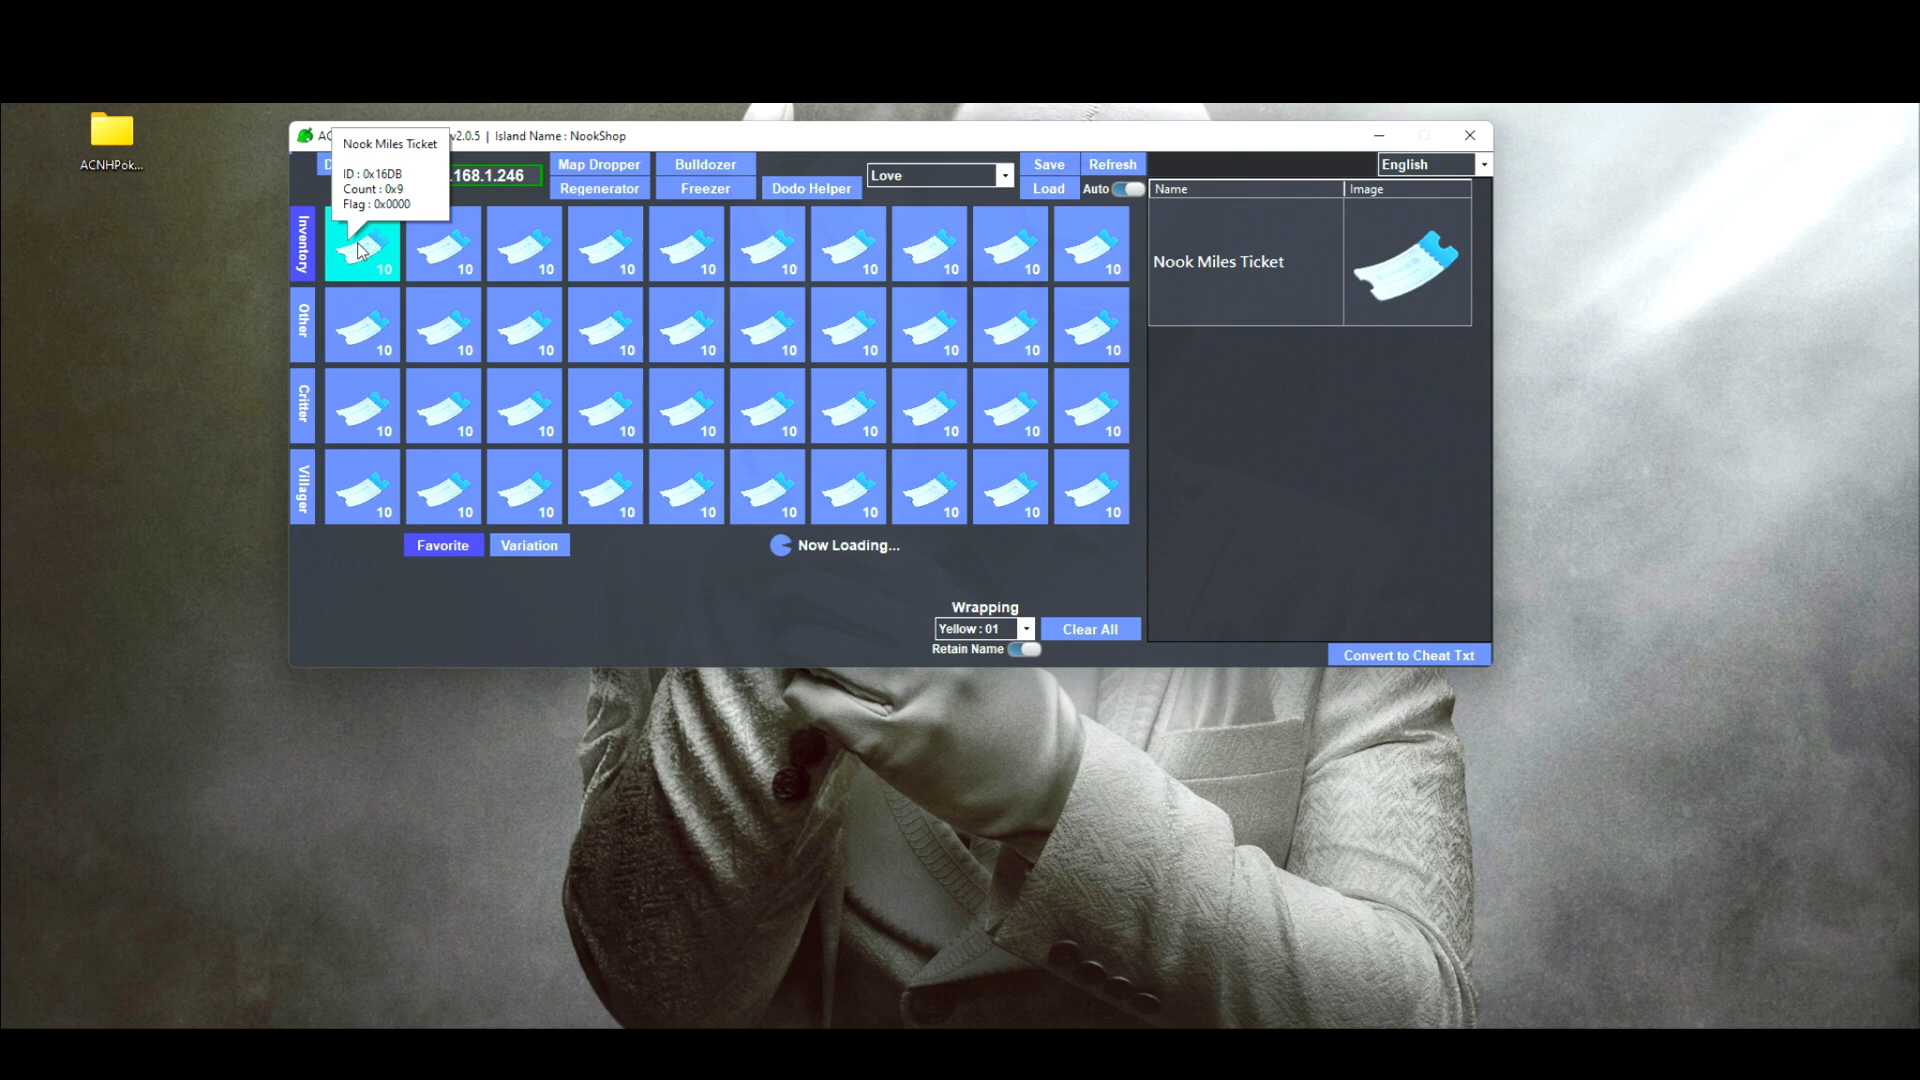 ACNHPok...
v2.0.5 | Island Name : NookShop
Nook Miles Ticket
ID : 0x16DB
Count : 0x9
Flag : 0x0000
.168.1.246
Map Dropper
Bulldozer
Regenerator
Freezer
Dodo Helper
Love
Save
Refresh
Load
Auto
English
Name
Image
Nook Miles Ticket
Inventory
10 10 10 10 10 10 10 10 10 10
Other
10 10 10 10 10 10 10 10 10 10
Critter
10 10 10 10 10 10 10 10 10 10
Villager
10 10 10 10 10 10 10 10 10 10
Favorite
Variation
Now Loading...
Wrapping
Yellow : 01
Clear All
Retain Name
Convert to Cheat Txt